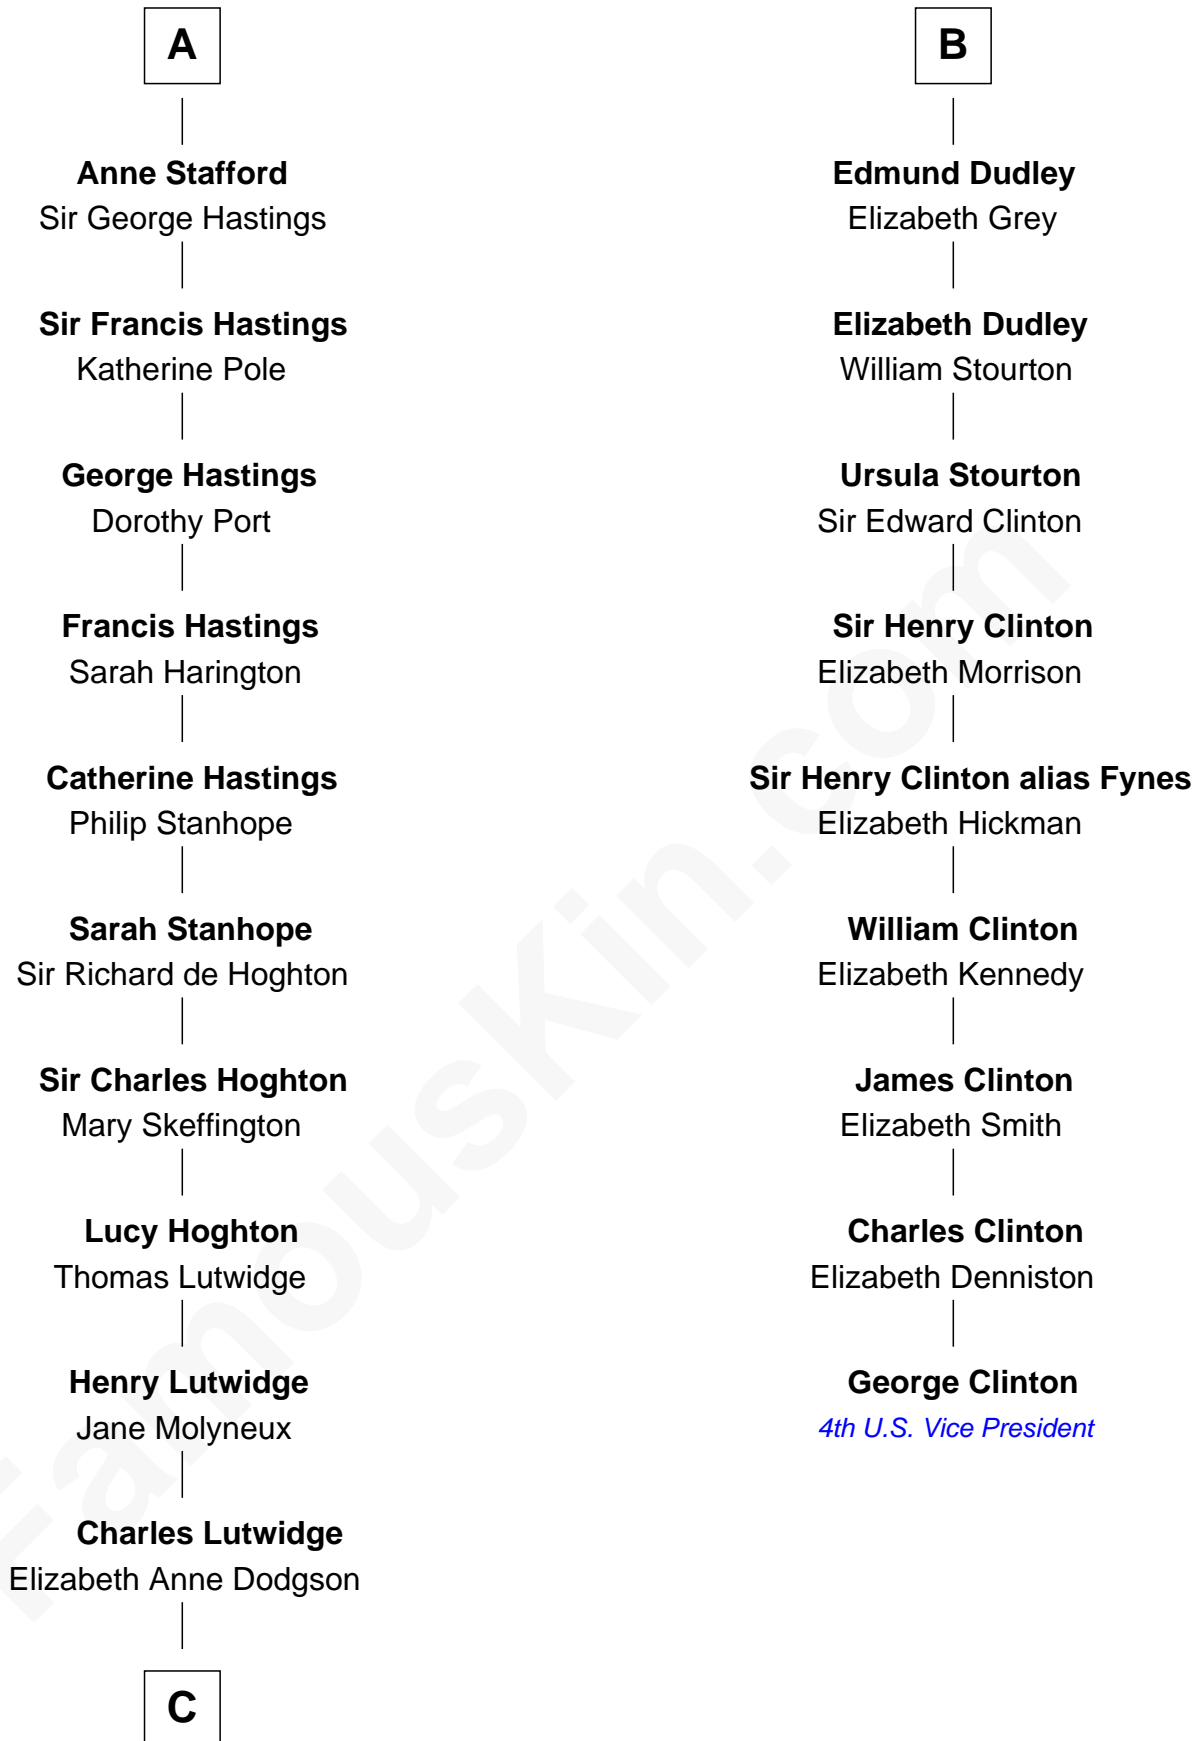 A
Anne Stafford
Sir George Hastings
Sir Francis Hastings
Katherine Pole
George Hastings
Dorothy Port
Francis Hastings
Sarah Harington
Catherine Hastings
Philip Stanhope
Sarah Stanhope
Sir Richard de Hoghton
Sir Charles Hoghton
Mary Skeffington
Lucy Hoghton
Thomas Lutwidge
Henry Lutwidge
Jane Molyneux
Charles Lutwidge
Elizabeth Anne Dodgson
C
B
Edmund Dudley
Elizabeth Grey
Elizabeth Dudley
William Stourton
Ursula Stourton
Sir Edward Clinton
Sir Henry Clinton
Elizabeth Morrison
Sir Henry Clinton alias Fynes
Elizabeth Hickman
William Clinton
Elizabeth Kennedy
James Clinton
Elizabeth Smith
Charles Clinton
Elizabeth Denniston
George Clinton
4th U.S. Vice President
FamousKin.com